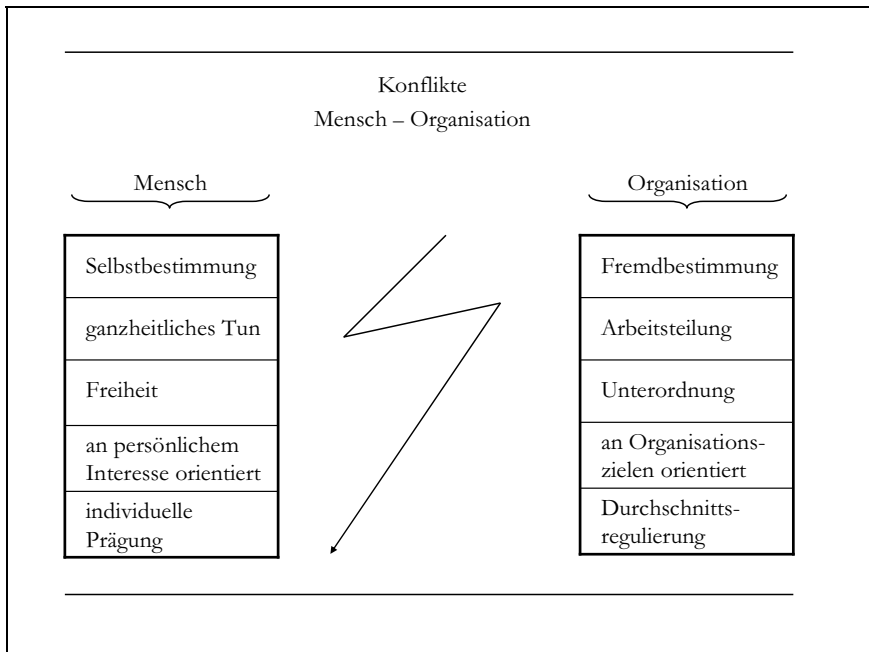 Konflikte
Mensch – Organisation
Mensch
Selbstbestimmung
ganzheitliches Tun
Freiheit
an persönlichem
Interesse orientiert
individuelle
Prägung
Organisation
Fremdbestimmung
Arbeitsteilung
Unterordnung
an Organisations-
zielen orientiert
Durchschnitts-
regulierung